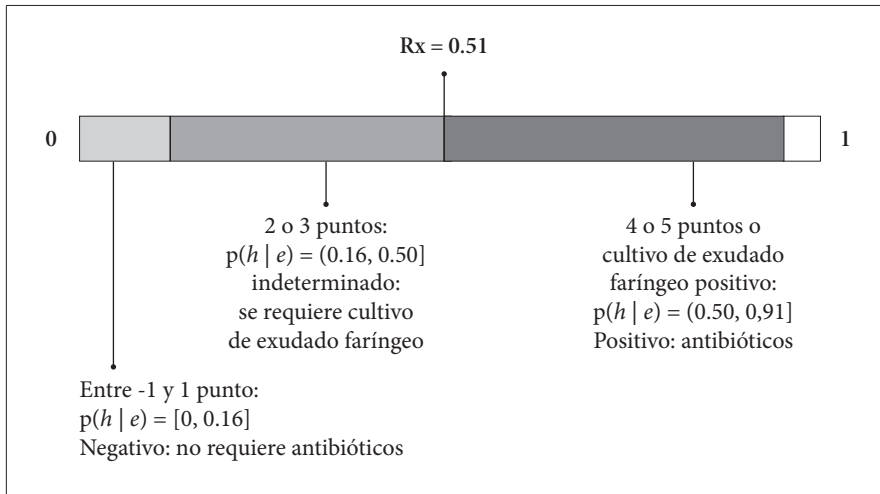 Rx = 0.51
0
1
2 o 3 puntos:
p(h | e) = (0.16, 0.50]
indeterminado:
se requiere cultivo
de exudado faríngeo
4 o 5 puntos o
cultivo de exudado
faríngeo positivo:
p(h | e) = (0.50, 0,91]
Positivo: antibióticos
Entre -1 y 1 punto:
p(h | e) = [0, 0.16]
Negativo: no requiere antibióticos